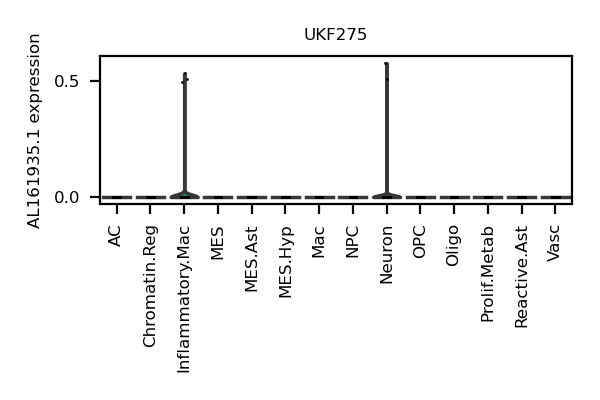 UKF275
AL161935.1 expression
0.5
0.0
AC
Chromatin.Reg
Inflammatory.Mac
MES
MES.Ast
MES.Hyp
Mac
NPC
Neuron
OPC
Oligo
Prolif.Metab
Reactive.Ast
Vasc